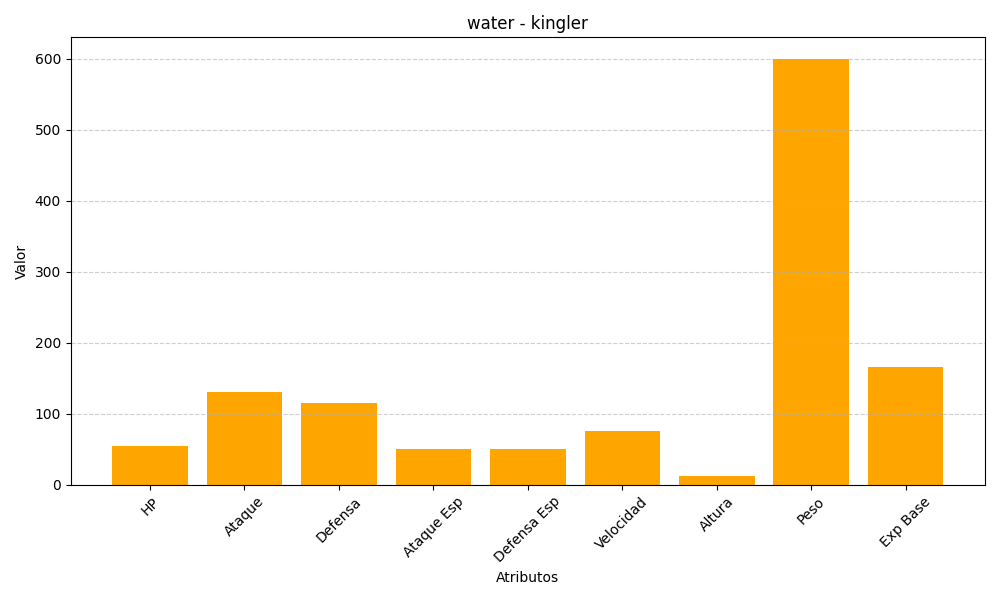 water - kingler
Valor
600
500
400
300
200
100
0
HP
Ataque
Defensa
Ataque Esp
Defensa Esp
Velocidad
Altura
Peso
Exp Base
Atributos